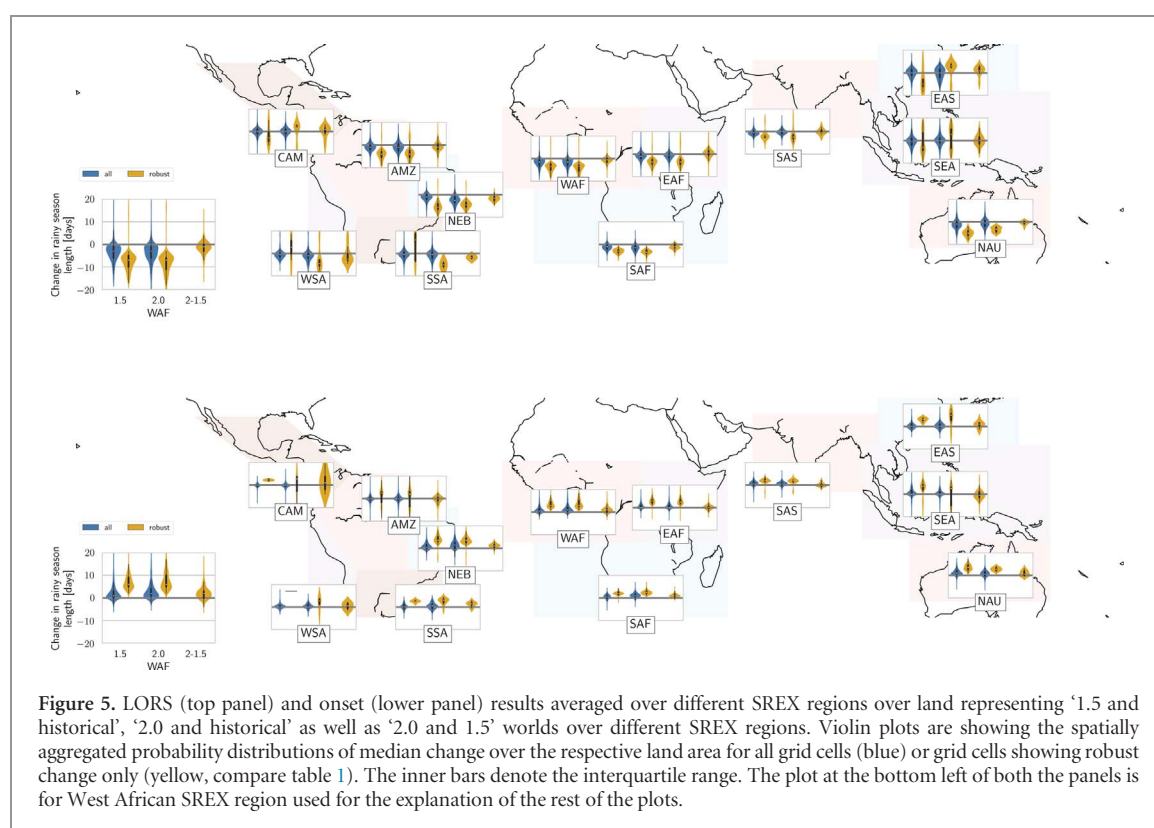 EAS
CAM
AMZ
SAS
SEA
WAF
EAF
all robust
NEB
NAU
WSA
SSA
SAF
Change in rainy season
length [days]
20
10
0
−10
−20
1.5 2.0 2-1.5
WAF
EAS
CAM
AMZ
SAS
SEA
WAF
EAF
all robust
NEB
NAU
WSA
SSA
SAF
Change in rainy season
length [days]
20
10
0
−10
−20
1.5 2.0 2-1.5
WAF
Figure 5. LORS (top panel) and onset (lower panel) results averaged over different SREX regions over land representing ‘1.5 and
historical’, ‘2.0 and historical’ as well as ‘2.0 and 1.5’ worlds over different SREX regions. Violin plots are showing the spatially
aggregated probability distributions of median change over the respective land area for all grid cells (blue) or grid cells showing robust
change only (yellow, compare table 1). The inner bars denote the interquartile range. The plot at the bottom left of both the panels is
for West African SREX region used for the explanation of the rest of the plots.